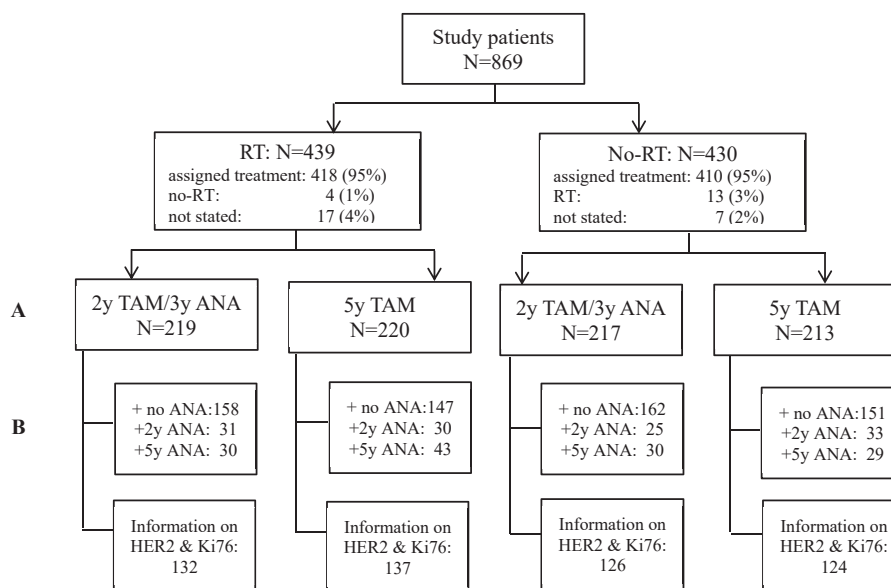 Study patients
N=869
RT: N=439
assigned treatment: 418 (95%)
no-RT: 4 (1%)
not stated: 17 (4%)
No-RT: N=430
assigned treatment: 410 (95%)
RT: 13 (3%)
not stated: 7 (2%)
A
2y TAM/3y ANA
N=219
5y TAM
N=220
2y TAM/3y ANA
N=217
5y TAM
N=213
B
+ no ANA:158
+2y ANA: 31
+5y ANA: 30
+ no ANA:147
+2y ANA: 30
+5y ANA: 43
+ no ANA:162
+2y ANA: 25
+5y ANA: 30
+ no ANA:151
+2y ANA: 33
+5y ANA: 29
Information on
HER2 & Ki76:
132
Information on
HER2 & Ki76:
137
Information on
HER2 & Ki76:
126
Information on
HER2 & Ki76:
124